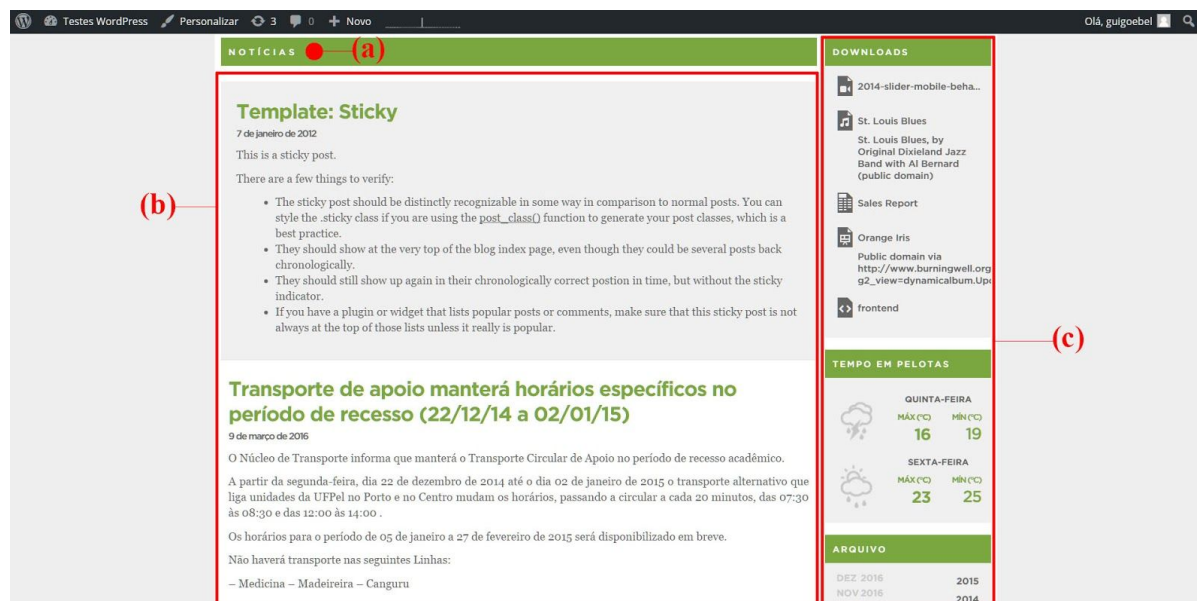 Testes WordPress Personalizar 3 0 + Novo Olá, guigoebel
NOTÍCIAS (a)
(b)
Template: Sticky
7 de janeiro de 2012
This is a sticky post.
There are a few things to verify:
• The sticky post should be distinctly recognizable in some way in comparison to normal posts. You can
style the .sticky class if you are using the post_class() function to generate your post classes, which is a
best practice.
• They should show at the very top of the blog index page, even though they could be several posts back
chronologically.
• They should still show up again in their chronologically correct postion in time, but without the sticky
indicator.
• If you have a plugin or widget that lists popular posts or comments, make sure that this sticky post is not
always at the top of those lists unless it really is popular.
Transporte de apoio manterá horários específicos no
período de recesso (22/12/14 a 02/01/15)
9 de março de 2016
O Núcleo de Transporte informa que manterá o Transporte Circular de Apoio no período de recesso acadêmico.
A partir da segunda-feira, dia 22 de dezembro de 2014 até o dia 02 de janeiro de 2015 o transporte alternativo que
liga unidades da UFPel no Porto e no Centro mudam os horários, passando a circular a cada 20 minutos, das 07:30
às 08:30 e das 12:00 às 14:00 .
Os horários para o período de 05 de janeiro a 27 de fevereiro de 2015 será disponibilizado em breve.
Não haverá transporte nas seguintes Linhas:
– Medicina – Madeireira – Canguru
(c)
DOWNLOADS
2014-slider-mobile-beha...
St. Louis Blues
St. Louis Blues, by
Original Dixieland Jazz
Band with Al Bernard
(public domain)
Sales Report
Orange Iris
Public domain via
http://www.burningwell.org
g2_view=dynamicalbum.Upd
frontend
TEMPO EM PELOTAS
QUINTA-FEIRA
MÁX (ºC) MÍN (ºC)
16 19
SEXTA-FEIRA
MÁX (ºC) MÍN (ºC)
23 25
ARQUIVO
DEZ 2016 2015
NOV 2016 2014